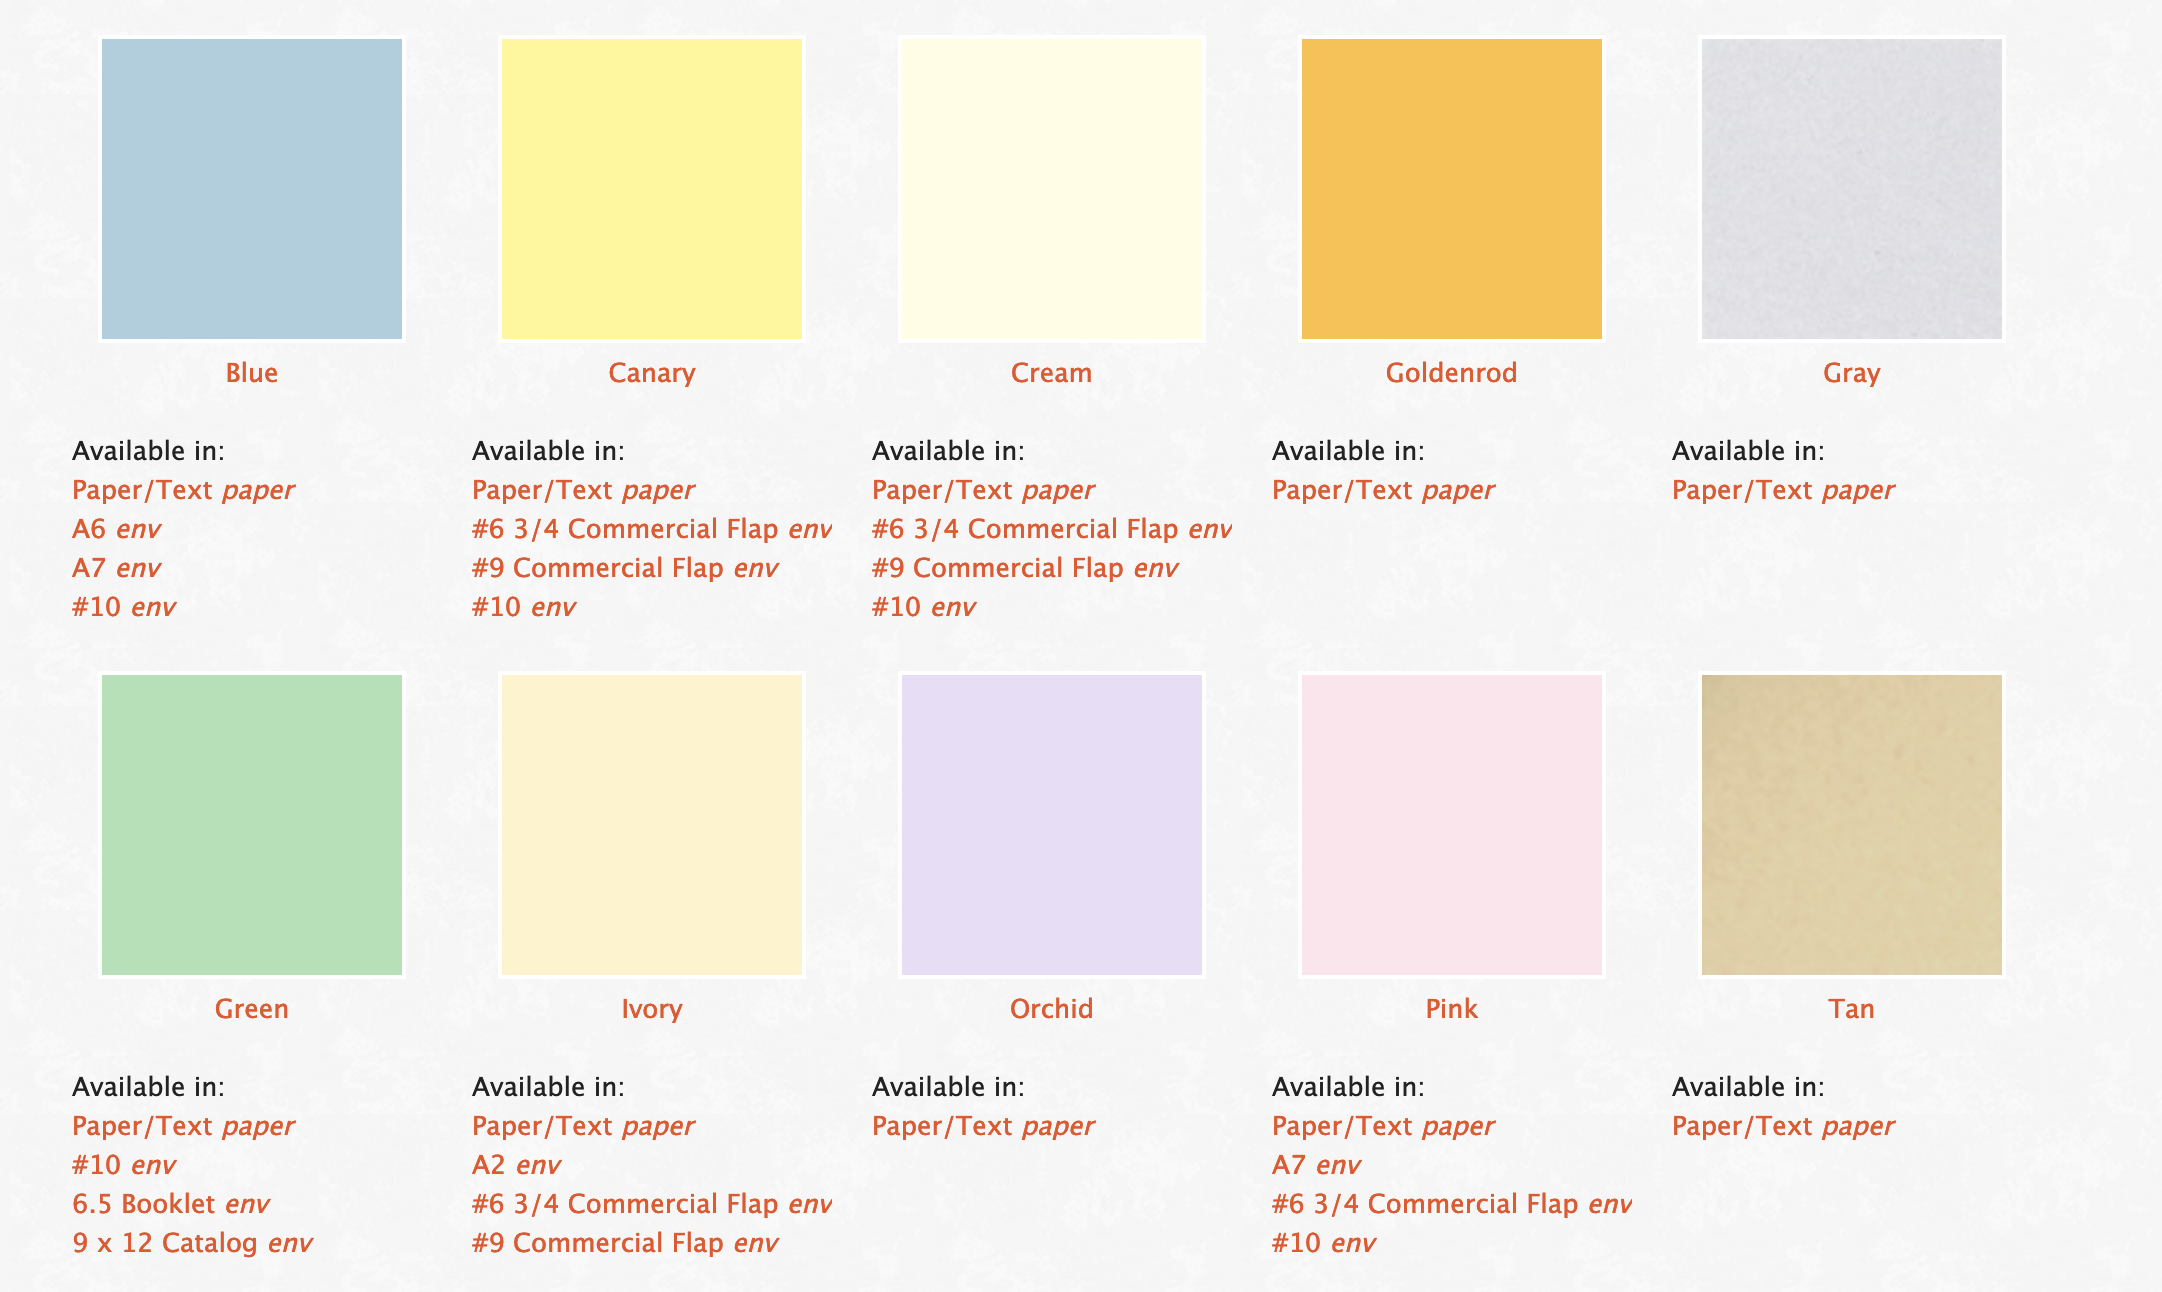 Blue
Canary
Cream
Goldenrod
Gray
Available in:
Paper/Text paper
A6 env
A7 env
#10 env
Available in:
Paper/Text paper
#6 3/4 Commercial Flap env
#9 Commercial Flap env
#10 env
Available in:
Paper/Text paper
#6 3/4 Commercial Flap env
#9 Commercial Flap env
#10 env
Available in:
Paper/Text paper
Available in:
Paper/Text paper
Green
Ivory
Orchid
Pink
Tan
Available in:
Paper/Text paper
#10 env
6.5 Booklet env
9 x 12 Catalog env
Available in:
Paper/Text paper
A2 env
#6 3/4 Commercial Flap env
#9 Commercial Flap env
Available in:
Paper/Text paper
Available in:
Paper/Text paper
A7 env
#6 3/4 Commercial Flap env
#10 env
Available in:
Paper/Text paper